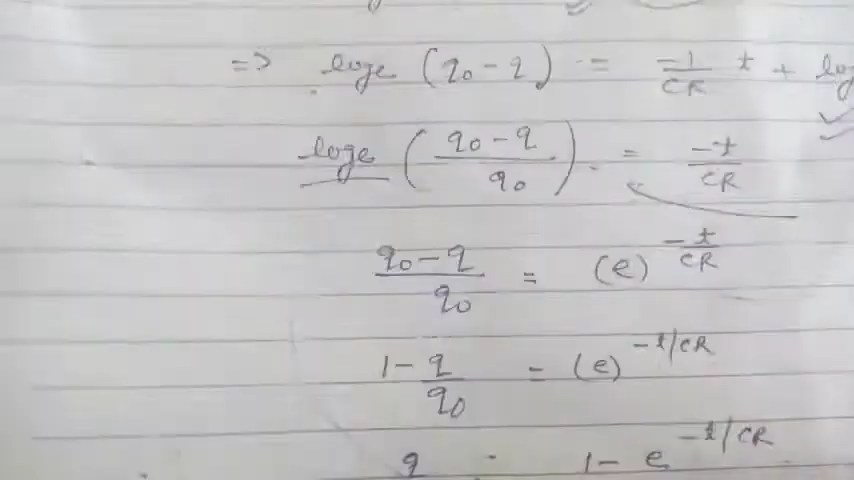 => loge (q0 - q) = -1/CR t + log
loge ((q0 - q)/q0) = -t/CR
(q0 - q)/q0 = (e)^(-t/CR)
1 - q/q0 = (e)^(-t/CR)
q 1 - e^(-t/CR)